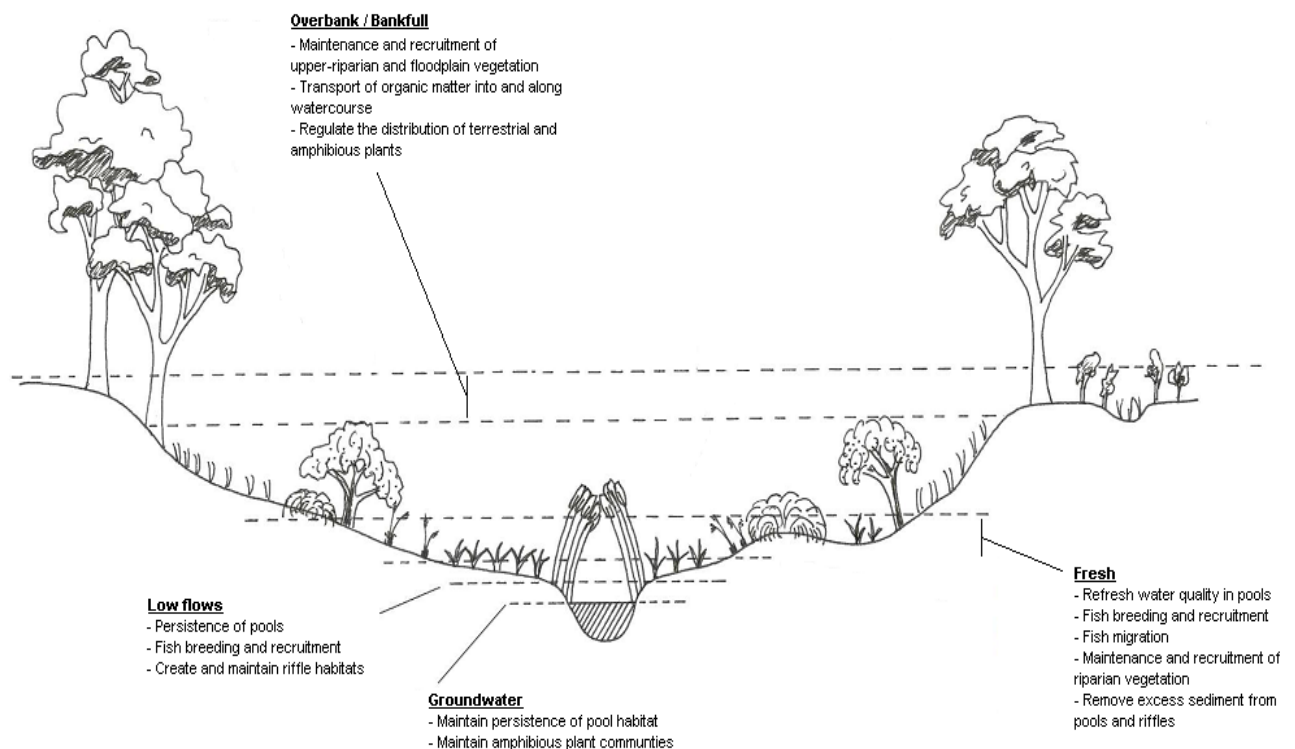 Overbank / Bankfull
- Maintenance and recruitment of
upper-riparian and floodplain vegetation
- Transport of organic matter into and along
watercourse
- Regulate the distribution of terrestrial and
amphibious plants
Low flows
- Persistence of pools
- Fish breeding and recruitment
- Create and maintain riffle habitats
Groundwater
- Maintain persistence of pool habitat
- Maintain amphibious plant communties
Fresh
- Refresh water quality in pools
- Fish breeding and recruitment
- Fish migration
- Maintenance and recruitment of
riparian vegetation
- Remove excess sediment from
pools and riffles